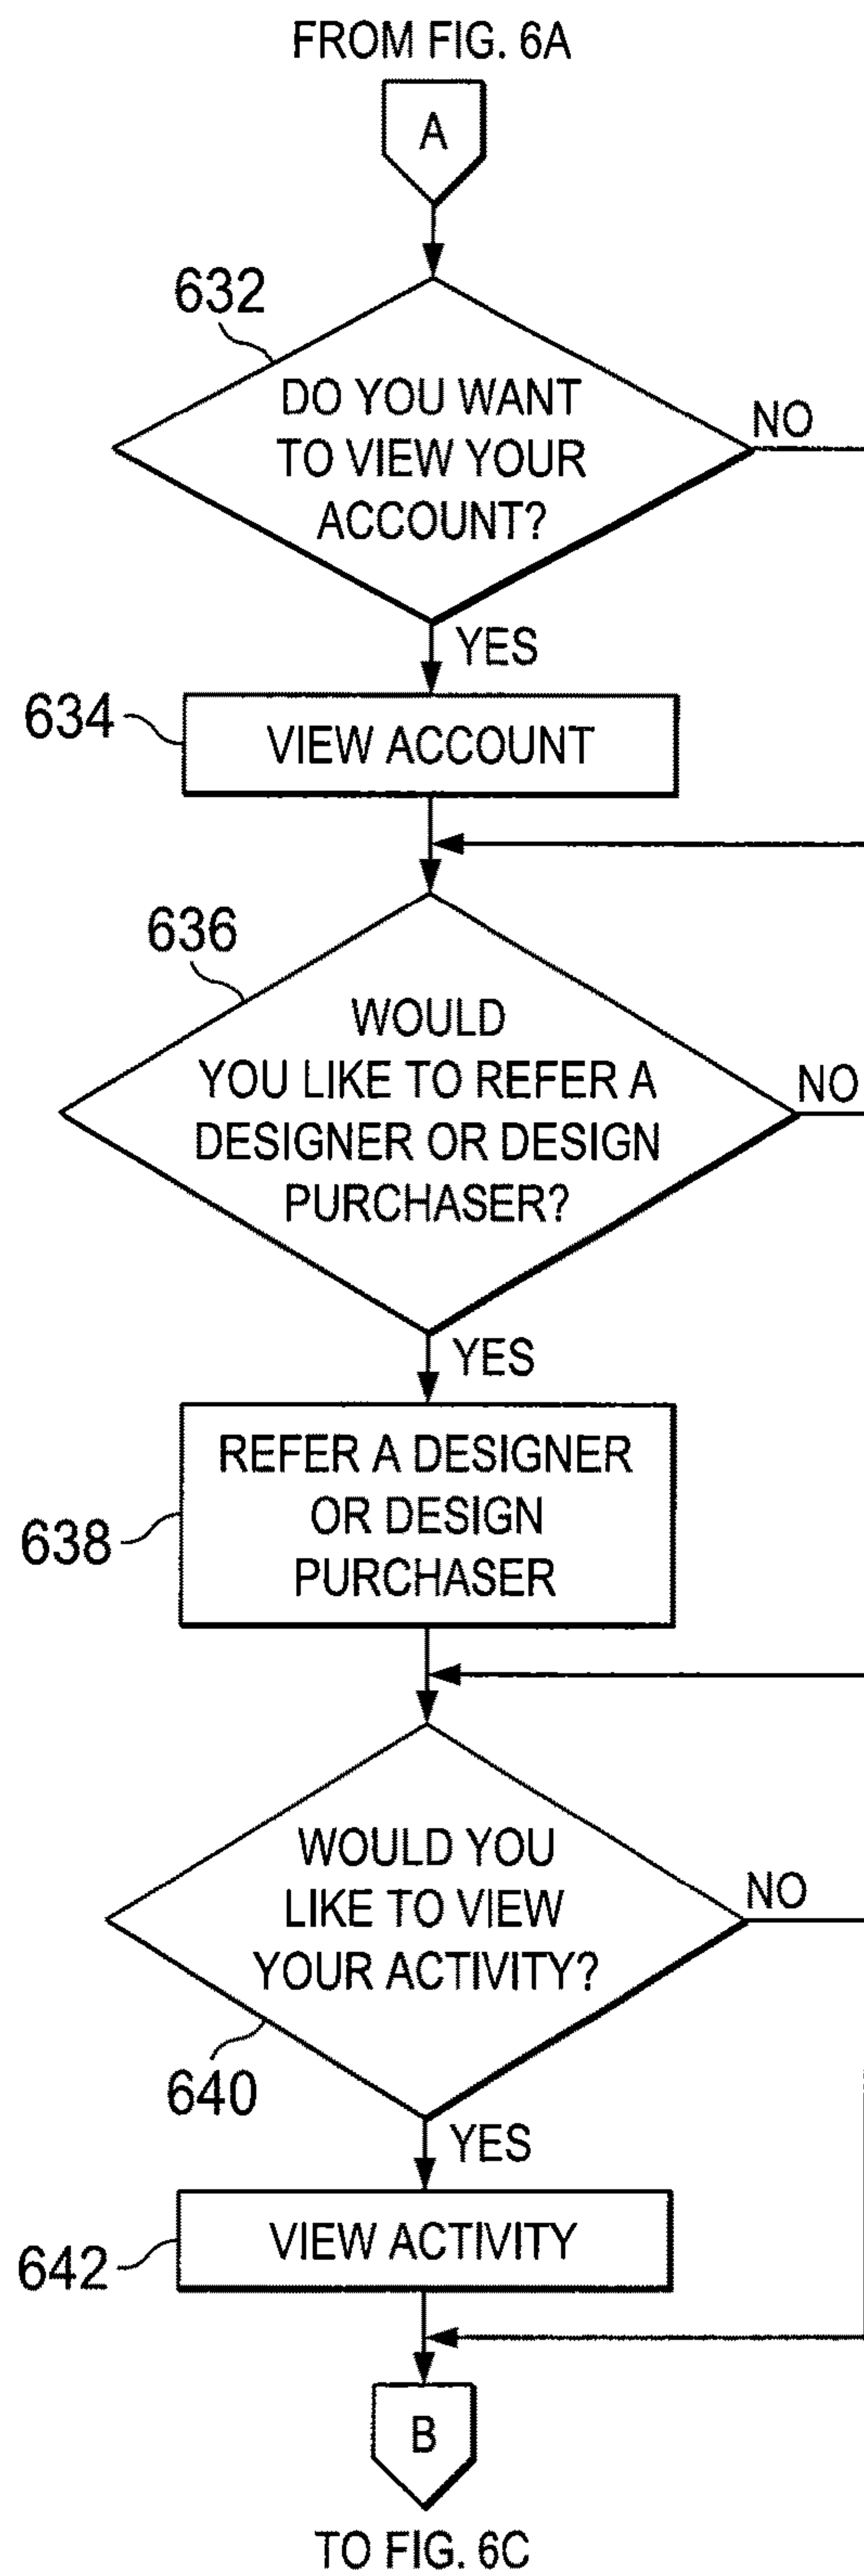 FROM FIG. 6A
A
632
DO YOU WANT
TO VIEW YOUR
ACCOUNT?
NO
YES
634
VIEW ACCOUNT
636
WOULD
YOU LIKE TO REFER A
DESIGNER OR DESIGN
PURCHASER?
NO
YES
638
REFER A DESIGNER
OR DESIGN
PURCHASER
WOULD YOU
LIKE TO VIEW
YOUR ACTIVITY?
NO
640
YES
642
VIEW ACTIVITY
B
TO FIG. 6C